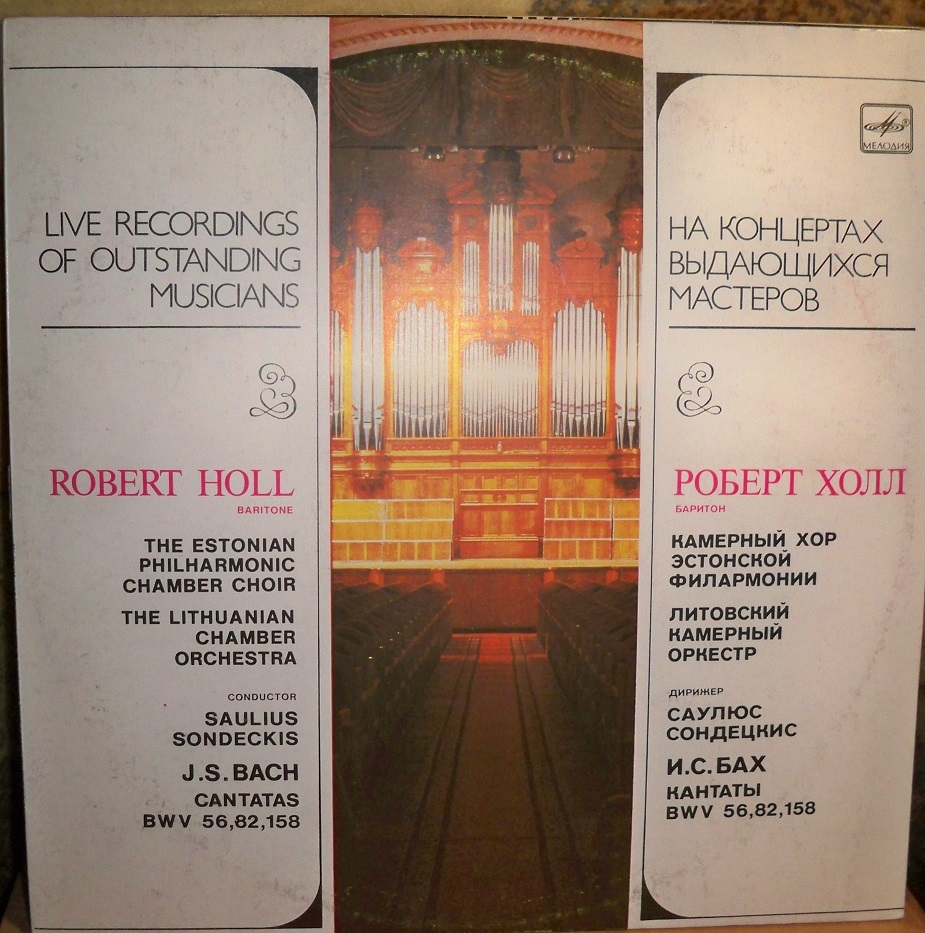 LIVE RECORDINGS
OF OUTSTANDING
MUSICIANS
ROBERT HOLL
BARITONE
THE ESTONIAN
PHILHARMONIC
CHAMBER CHOIR
THE LITHUANIAN
CHAMBER
ORCHESTRA
CONDUCTOR
SAULIUS
SONDECKIS
J.S.BACH
CANTATAS
BWV 56,82,158
МЕЛОДИЯ
®
НА КОНЦЕРТАХ
ВЫДАЮЩИХСЯ
МАСТЕРОВ
РОБЕРТ ХОЛЛ
БАРИТОН
КАМЕРНЫЙ ХОР
ЭСТОНСКОЙ
ФИЛАРМОНИИ
ЛИТОВСКИЙ
КАМЕРНЫЙ
ОРКЕСТР
ДИРИЖЕР
САУЛЮС
СОНДЕЦКИС
И.С.БАХ
КАНТАТЫ
BWV 56,82,158